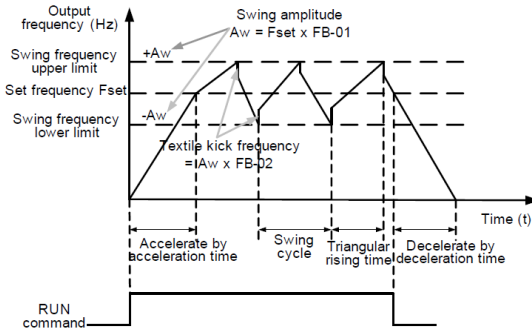 Output
frequency (Hz)
Swing amplitude
Aw = Fset x FB-01
Swing frequency
upper limit
+Aw
Set frequency Fset
Swing frequency
lower limit
-Aw
Textile kick frequency
= Aw x FB-02
Time (t)
Accelerate by
acceleration time
Swing
cycle
Triangular
rising time
Decelerate by
deceleration time
RUN
command